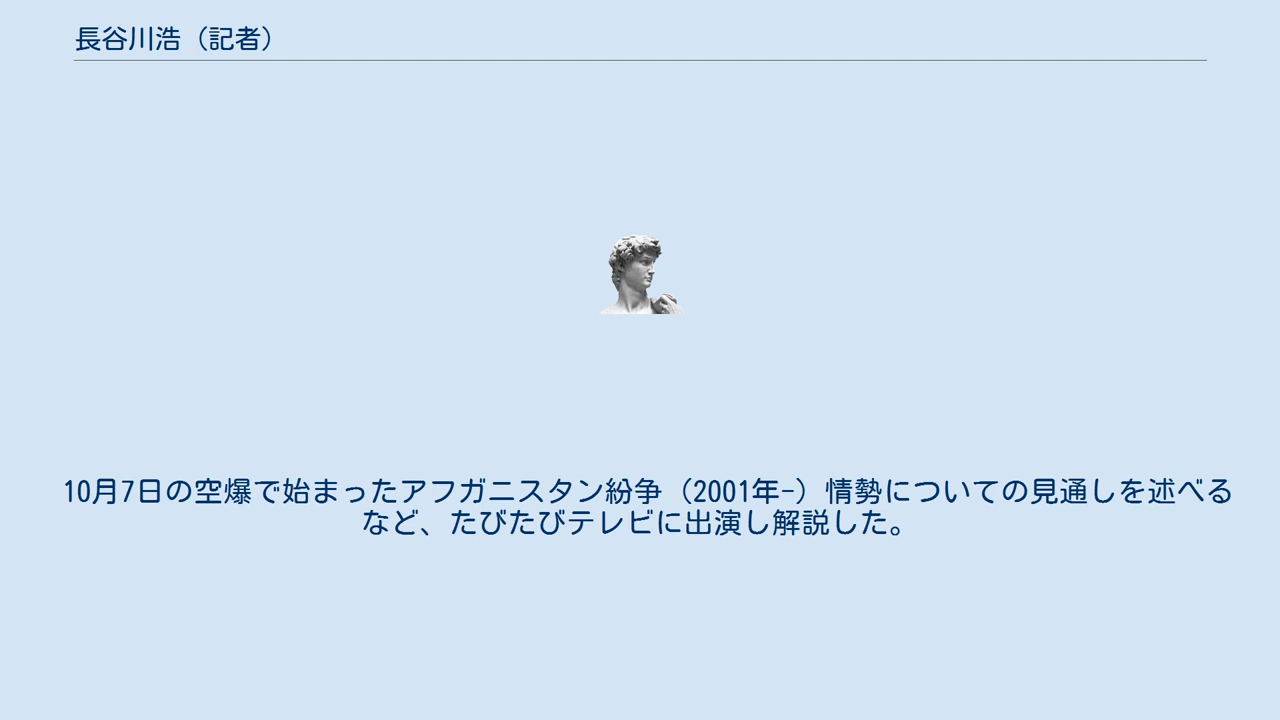 長谷川浩（記者）
10月7日の空爆で始まったアフガニスタン紛争（2001年-）情勢についての見通しを述べる
など、たびたびテレビに出演し解説した。